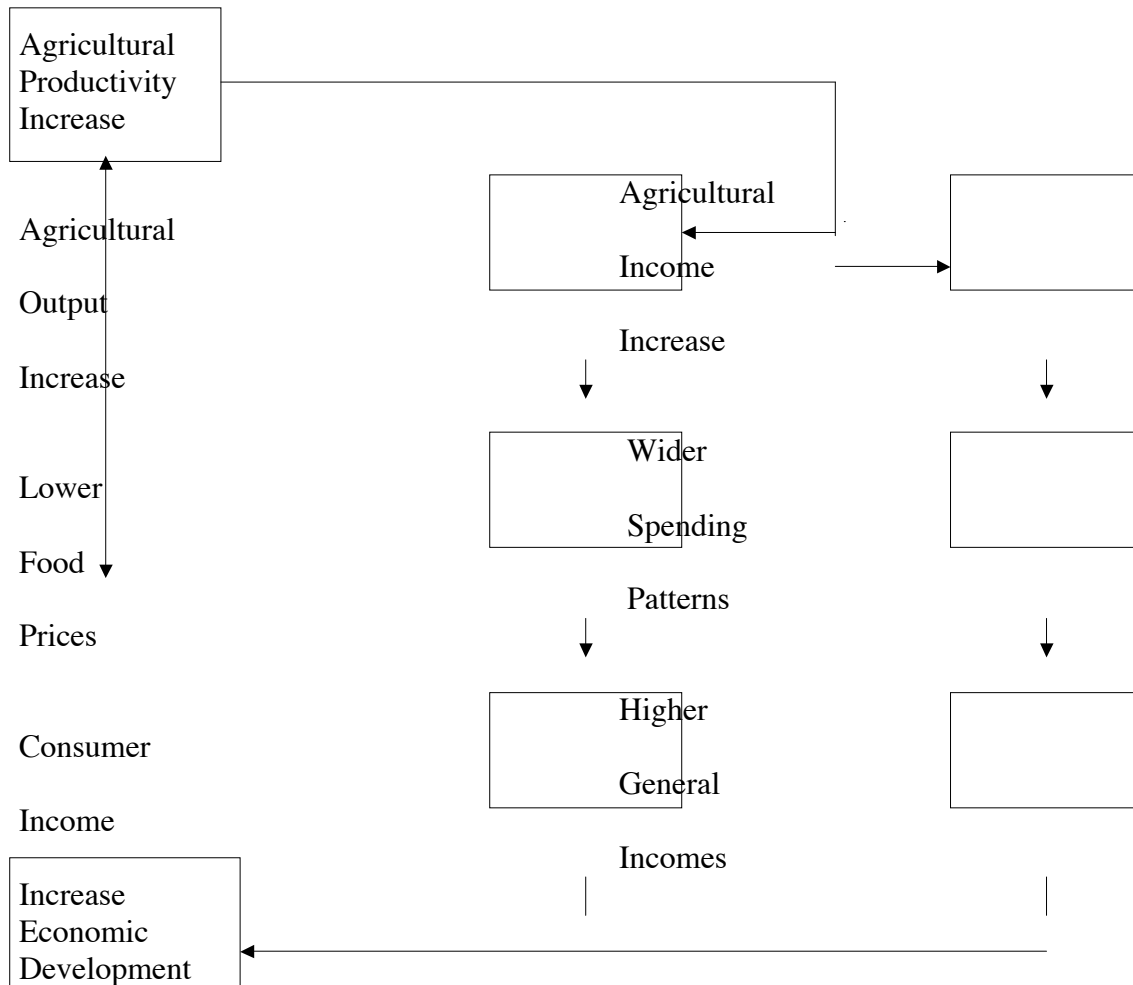 Agricultural
Productivity
Increase
Agricultural
Output
Increase
Lower
Food
Prices
Consumer
Income
Increase
Economic
Development
Agricultural
Income
Increase
Wider
Spending
Patterns
Higher
General
Incomes